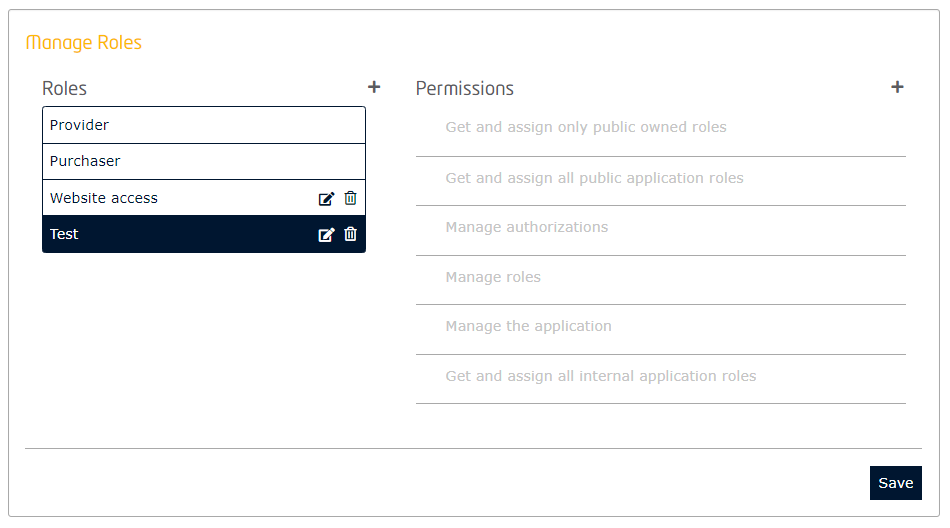 Manage Roles
Roles
Provider
Purchaser
Website access
Test
Permissions
Get and assign only public owned roles
Get and assign all public application roles
Manage authorizations
Manage roles
Manage the application
Get and assign all internal application roles
Save